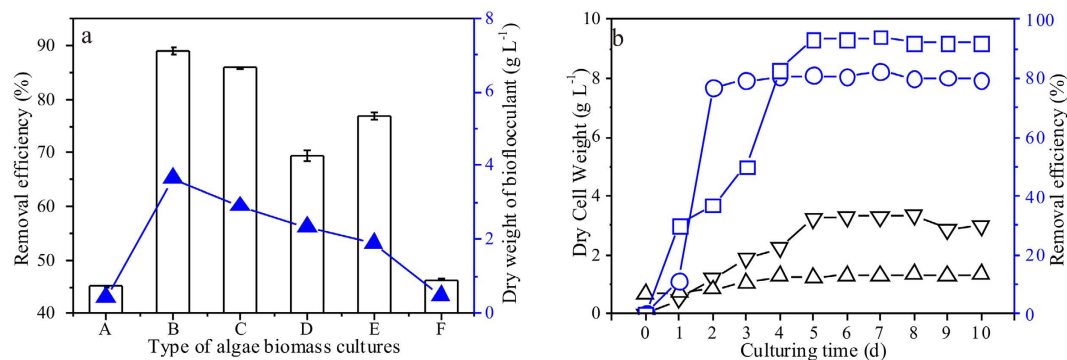 a
Removal efficiency (%)
90
80
70
60
50
40
A B C D E F
Type of algae biomass cultures
8
6
4
2
0
Dry weight of bioflocculant (g L⁻¹)
b
Dry Cell Weight (g L⁻¹)
10
8
6
4
2
0
0 1 2 3 4 5 6 7 8 9 10
Culturing time (d)
100
80
60
40
20
0
Removal efficiency (%)